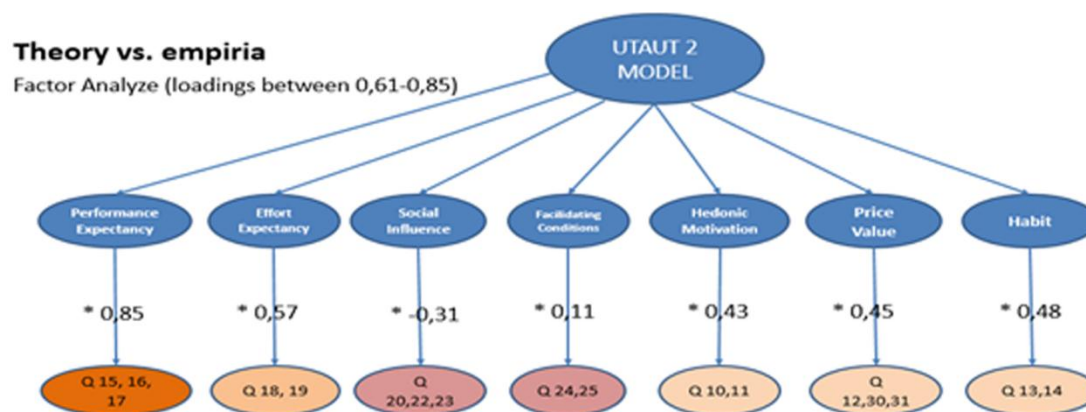 Theory vs. empiria
Factor Analyze (loadings between 0,61-0,85)
UTAUT 2
MODEL
Performance
Expectancy
Effort
Expectancy
Social
Influence
Facilidating
Conditions
Hedonic
Motivation
Price
Value
Habit
* 0,85
* 0,57
* -0,31
* 0,11
* 0,43
* 0,45
* 0,48
Q 15, 16,
17
Q 18, 19
Q
20,22,23
Q 24,25
Q 10,11
Q
12,30,31
Q 13,14